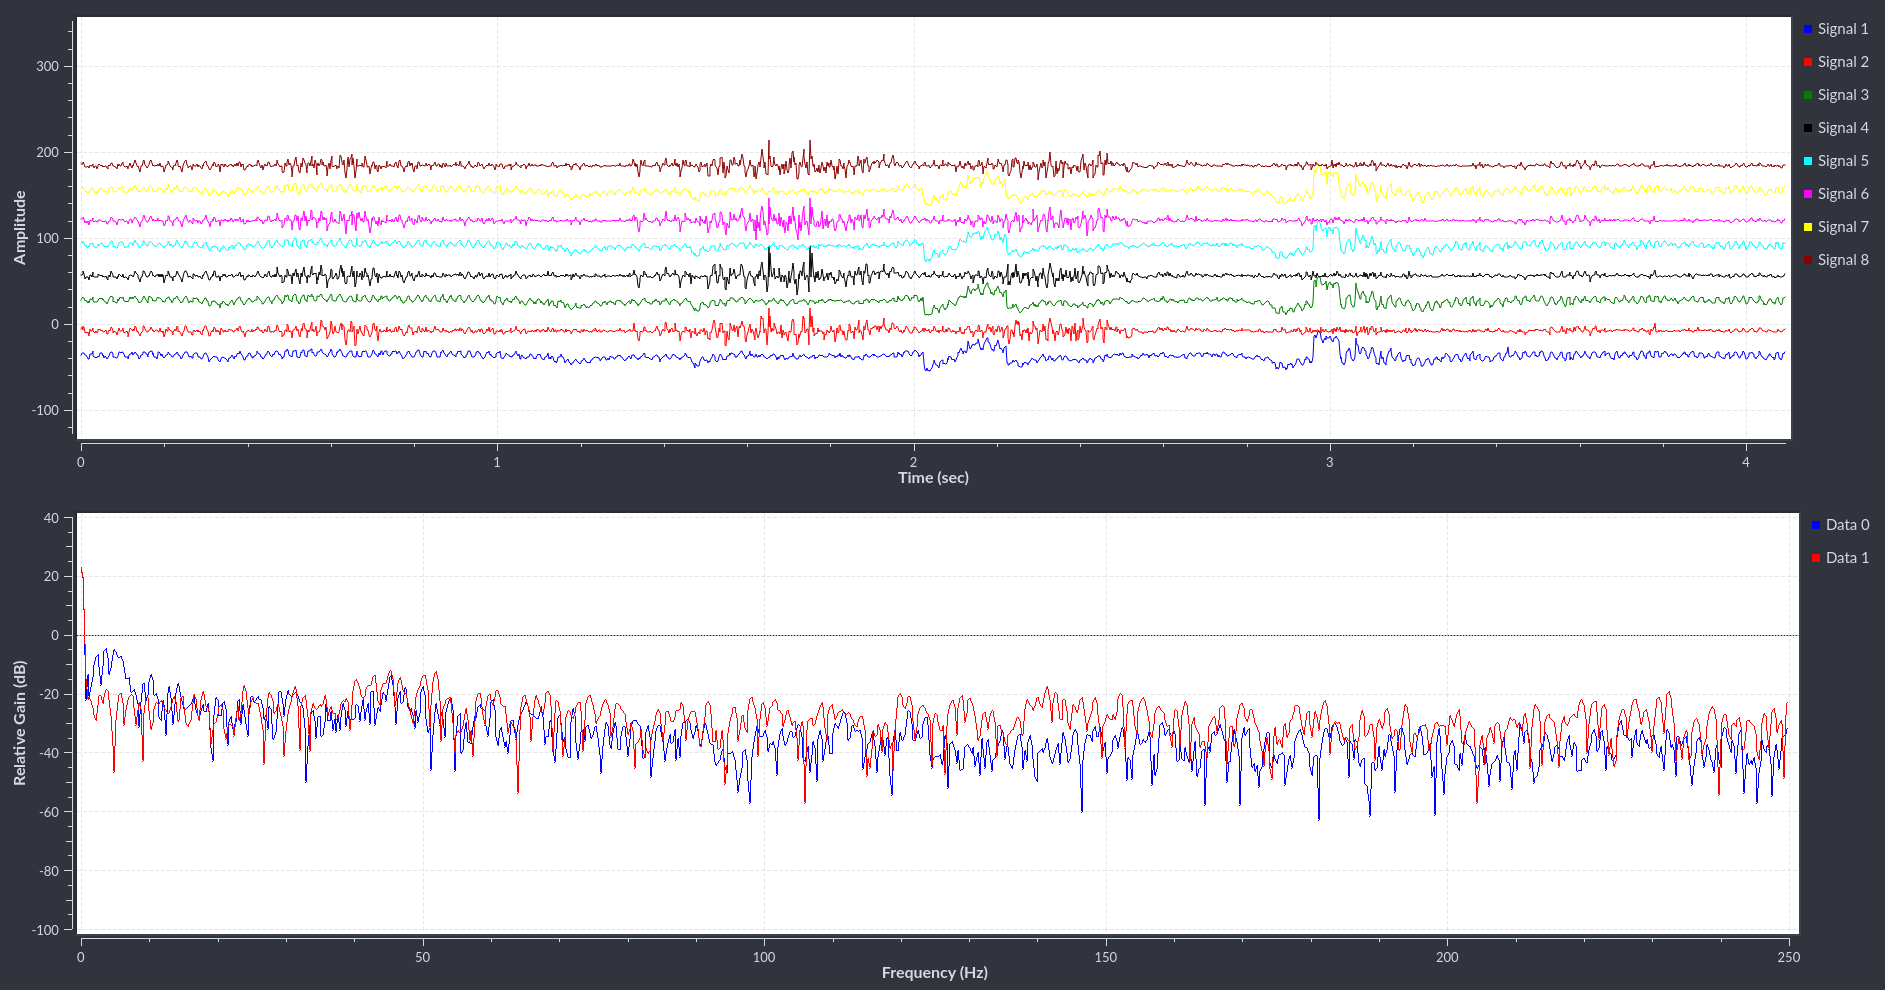 Amplitude
300
200
100
0
-100
0
1
2
3
4
Time (sec)
Signal 1
Signal 2
Signal 3
Signal 4
Signal 5
Signal 6
Signal 7
Signal 8
Relative Gain (dB)
40
20
0
-20
-40
-60
-80
-100
0
50
100
150
200
250
Frequency (Hz)
Data 0
Data 1